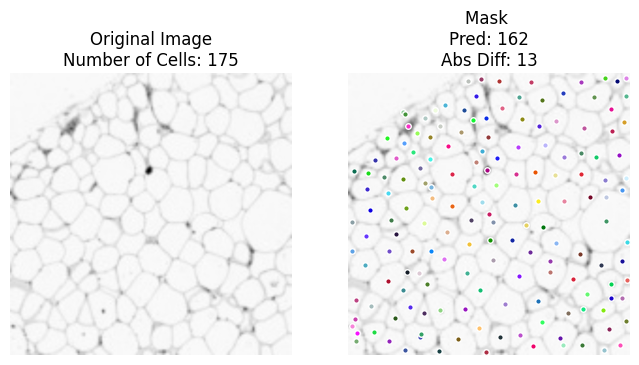 Original Image
Number of Cells: 175
Mask
Pred: 162
Abs Diff: 13